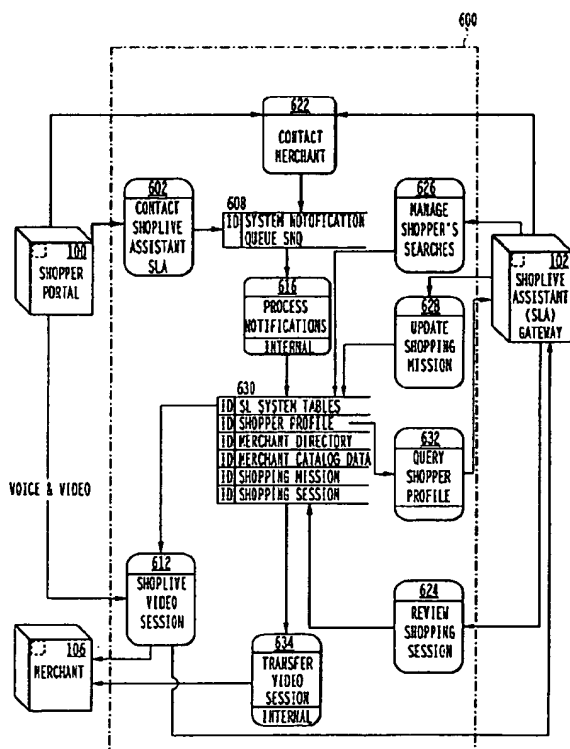 600
622
CONTACT
MERCHANT
602
CONTACT
SHOPLIVE
ASSISTANT
SLA
608
ID SYSTEM NOTOFICATION
QUEUE SNQ
626
MANAGE
SHOPPER'S
SEARCHES
100
SHOPPER
PORTAL
102
SHOPLIVE
ASSISTANT
(SLA)
GATEWAY
616
PROCESS
NOTIFICATIONS
INTERNAL
628
UPDATE
SHOPPING
MISSION
630
ID SL SYSTEM TABLES
ID SHOPPER PROFILE
ID MERCHANT DIRECTORY
ID MERCHANT CATALOG DATA
ID SHOPPING MISSION
ID SHOPPING SESSION
632
QUERY
SHOPPER
PROFILE
VOICE & VIDEO
612
SHOPLIVE
VIDEO
SESSION
624
REVIEW
SHOPPING
SESSION
106
MERCHANT
634
TRANSFER
VIDEO
SESSION
INTERNAL